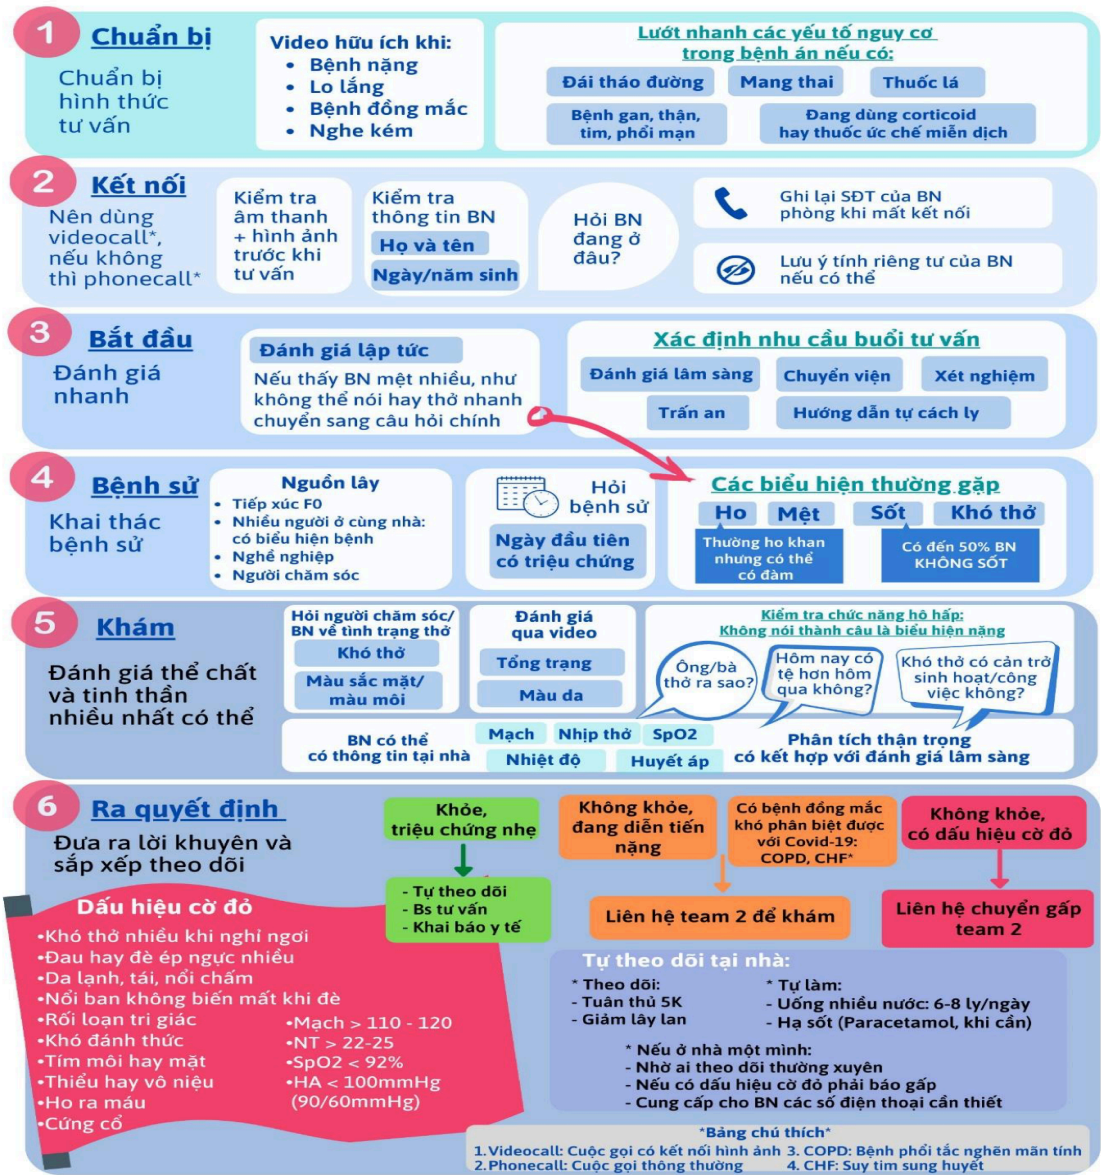 1
Chuẩn bị
Chuẩn bị
hình thức
tư vấn
Video hữu ích khi:
• Bệnh nặng
• Lo lắng
• Bệnh đồng mắc
• Nghe kém
Lướt nhanh các yếu tố nguy cơ
trong bệnh án nếu có:
Đái tháo đường
Mang thai
Thuốc lá
Bệnh gan, thận,
tim, phổi mạn
Đang dùng corticoid
hay thuốc ức chế miễn dịch
2
Kết nối
Nên dùng
videocall*,
nếu không
thì phonecall*
Kiểm tra
âm thanh
+ hình ảnh
trước khi
tư vấn
Kiểm tra
thông tin BN
Họ và tên
Ngày/năm sinh
Hỏi BN
đang ở
đâu?
Ghi lại SĐT của BN
phòng khi mất kết nối
Lưu ý tính riêng tư của BN
nếu có thể
3
Bắt đầu
Đánh giá
nhanh
Đánh giá lập tức
Nếu thấy BN mệt nhiều, như
không thể nói hay thở nhanh
chuyển sang câu hỏi chính
Xác định nhu cầu buổi tư vấn
Đánh giá lâm sàng
Chuyển viện
Xét nghiệm
Trấn an
Hướng dẫn tự cách ly
4
Bệnh sử
Khai thác
bệnh sử
Nguồn lây
• Tiếp xúc F0
• Nhiều người ở cùng nhà:
có biểu hiện bệnh
• Nghề nghiệp
• Người chăm sóc
Hỏi
bệnh sử
Ngày đầu tiên
có triệu chứng
Các biểu hiện thường gặp
Ho
Mệt
Sốt
Khó thở
Thường ho khan
nhưng có thể
có đàm
Có đến 50% BN
KHÔNG SỐT
5
Khám
Đánh giá thể chất
và tinh thần
nhiều nhất có thể
Hỏi người chăm sóc/
BN về tình trạng thở
Khó thở
Màu sắc mặt/
màu môi
Đánh giá
qua video
Tổng trạng
Màu da
Kiểm tra chức năng hô hấp:
Không nói thành câu là biểu hiện nặng
Ông/bà
thở ra sao?
Hôm nay có
tệ hơn hôm
qua không?
Khó thở có cản trở
sinh hoạt/công
việc không?
BN có thể
có thông tin tại nhà
Mạch
Nhịp thở
SpO2
Nhiệt độ
Huyết áp
Phân tích thận trọng
có kết hợp với đánh giá lâm sàng
6
Ra quyết định
Đưa ra lời khuyên và
sắp xếp theo dõi
Khỏe,
triệu chứng nhẹ
Không khỏe,
đang diễn tiến
nặng
Có bệnh đồng mắc
khó phân biệt được
với Covid-19:
COPD, CHF*
Không khỏe,
có dấu hiệu cờ đỏ
- Tự theo dõi
- Bs tư vấn
- Khai báo y tế
Liên hệ team 2 để khám
Liên hệ chuyển gấp
team 2
Dấu hiệu cờ đỏ
•Khó thở nhiều khi nghỉ ngơi
•Đau hay đè ép ngực nhiều
•Da lạnh, tái, nổi chấm
•Nổi ban không biến mất khi đè
•Rối loạn tri giác
•Khó đánh thức
•Tím môi hay mặt
•Thiểu hay vô niệu
•Ho ra máu
•Cứng cổ
•Mạch > 110 - 120
•NT > 22-25
•SpO2 < 92%
•HA < 100mmHg
(90/60mmHg)
Tự theo dõi tại nhà:
* Theo dõi:
- Tuân thủ 5K
- Giảm lây lan
* Tự làm:
- Uống nhiều nước: 6-8 ly/ngày
- Hạ sốt (Paracetamol, khi cần)
* Nếu ở nhà một mình:
- Nhờ ai theo dõi thường xuyên
- Nếu có dấu hiệu cờ đỏ phải báo gấp
- Cung cấp cho BN các số điện thoại cần thiết
*Bảng chú thích*
1.Videocall: Cuộc gọi có kết nối hình ảnh
2.Phonecall: Cuộc gọi thông thường
3. COPD: Bệnh phổi tắc nghẽn mãn tính
4. CHF: Suy tim sung huyết